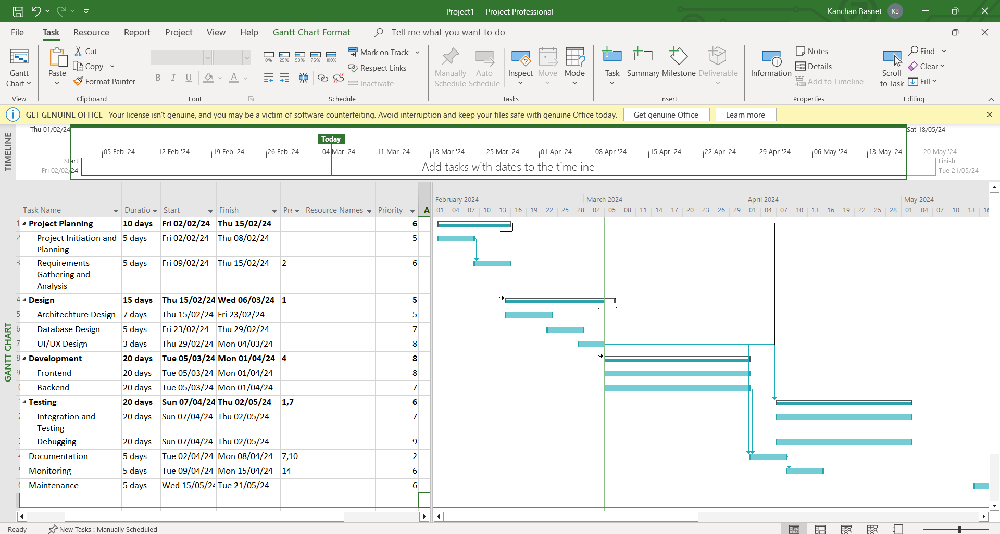 Project1 - Project Professional
Kanchan Basnet KB
File Task Resource Report Project View Help Gantt Chart Format Tell me what you want to do
Gantt Chart
View
Paste
Cut
Copy
Format Painter
Clipboard
B I U A
Font
0% 25% 50% 75% 100%
Mark on Track
Respect Links
Inactivate
Schedule
Manually Schedule
Auto Schedule
Inspect
Move
Mode
Tasks
Task
Summary
Milestone
Deliverable
Insert
Information
Notes
Details
Add to Timeline
Properties
Scroll to Task
Find
Clear
Fill
Editing
GET GENUINE OFFICE Your license isn't genuine, and you may be a victim of software counterfeiting. Avoid interruption and keep your files safe with genuine Office today. Get genuine Office Learn more
TIMELINE
Thu 01/02/24 Sat 18/05/24
Today
05 Feb '24 12 Feb '24 19 Feb '24 26 Feb '24 04 Mar '24 11 Mar '24 18 Mar '24 25 Mar '24 01 Apr '24 08 Apr '24 15 Apr '24 22 Apr '24 29 Apr '24 06 May '24 13 May '24 20 May '24
Start
Fri 02/02/24
Add tasks with dates to the timeline
Finish
Tue 21/05/24
GANTT CHART
February 2024 March 2024 April 2024 May 2024
Task Name Duratio Start Finish Pre Resource Names Priority A
01 04 07 10 13 16 19 22 25 28 02 05 08 11 14 17 20 23 26 29 01 04 07 10 13 16 19 22 25 28 01 04 07 10 13 16
1 Project Planning 10 days Fri 02/02/24 Thu 15/02/24 6
2 Project Initiation and 5 days Fri 02/02/24 Thu 08/02/24 5
Planning
3 Requirements 5 days Fri 09/02/24 Thu 15/02/24 2 6
Gathering and
Analysis
4 Design 15 days Thu 15/02/24 Wed 06/03/24 1 5
5 Architechture Design 7 days Thu 15/02/24 Fri 23/02/24 5
6 Database Design 5 days Fri 23/02/24 Thu 29/02/24 7
7 UI/UX Design 3 days Thu 29/02/24 Mon 04/03/24 8
8 Development 20 days Tue 05/03/24 Mon 01/04/24 4 8
9 Frontend 20 days Tue 05/03/24 Mon 01/04/24 8
Backend 20 days Tue 05/03/24 Mon 01/04/24 7
Testing 20 days Sun 07/04/24 Thu 02/05/24 1,7 6
Integration and 20 days Sun 07/04/24 Thu 02/05/24 7
Testing
Debugging 20 days Sun 07/04/24 Thu 02/05/24 9
Documentation 5 days Tue 02/04/24 Mon 08/04/24 7,10 2
Monitoring 5 days Tue 09/04/24 Mon 15/04/24 14 6
Maintenance 5 days Wed 15/05/24 Tue 21/05/24 6
Ready New Tasks : Manually Scheduled